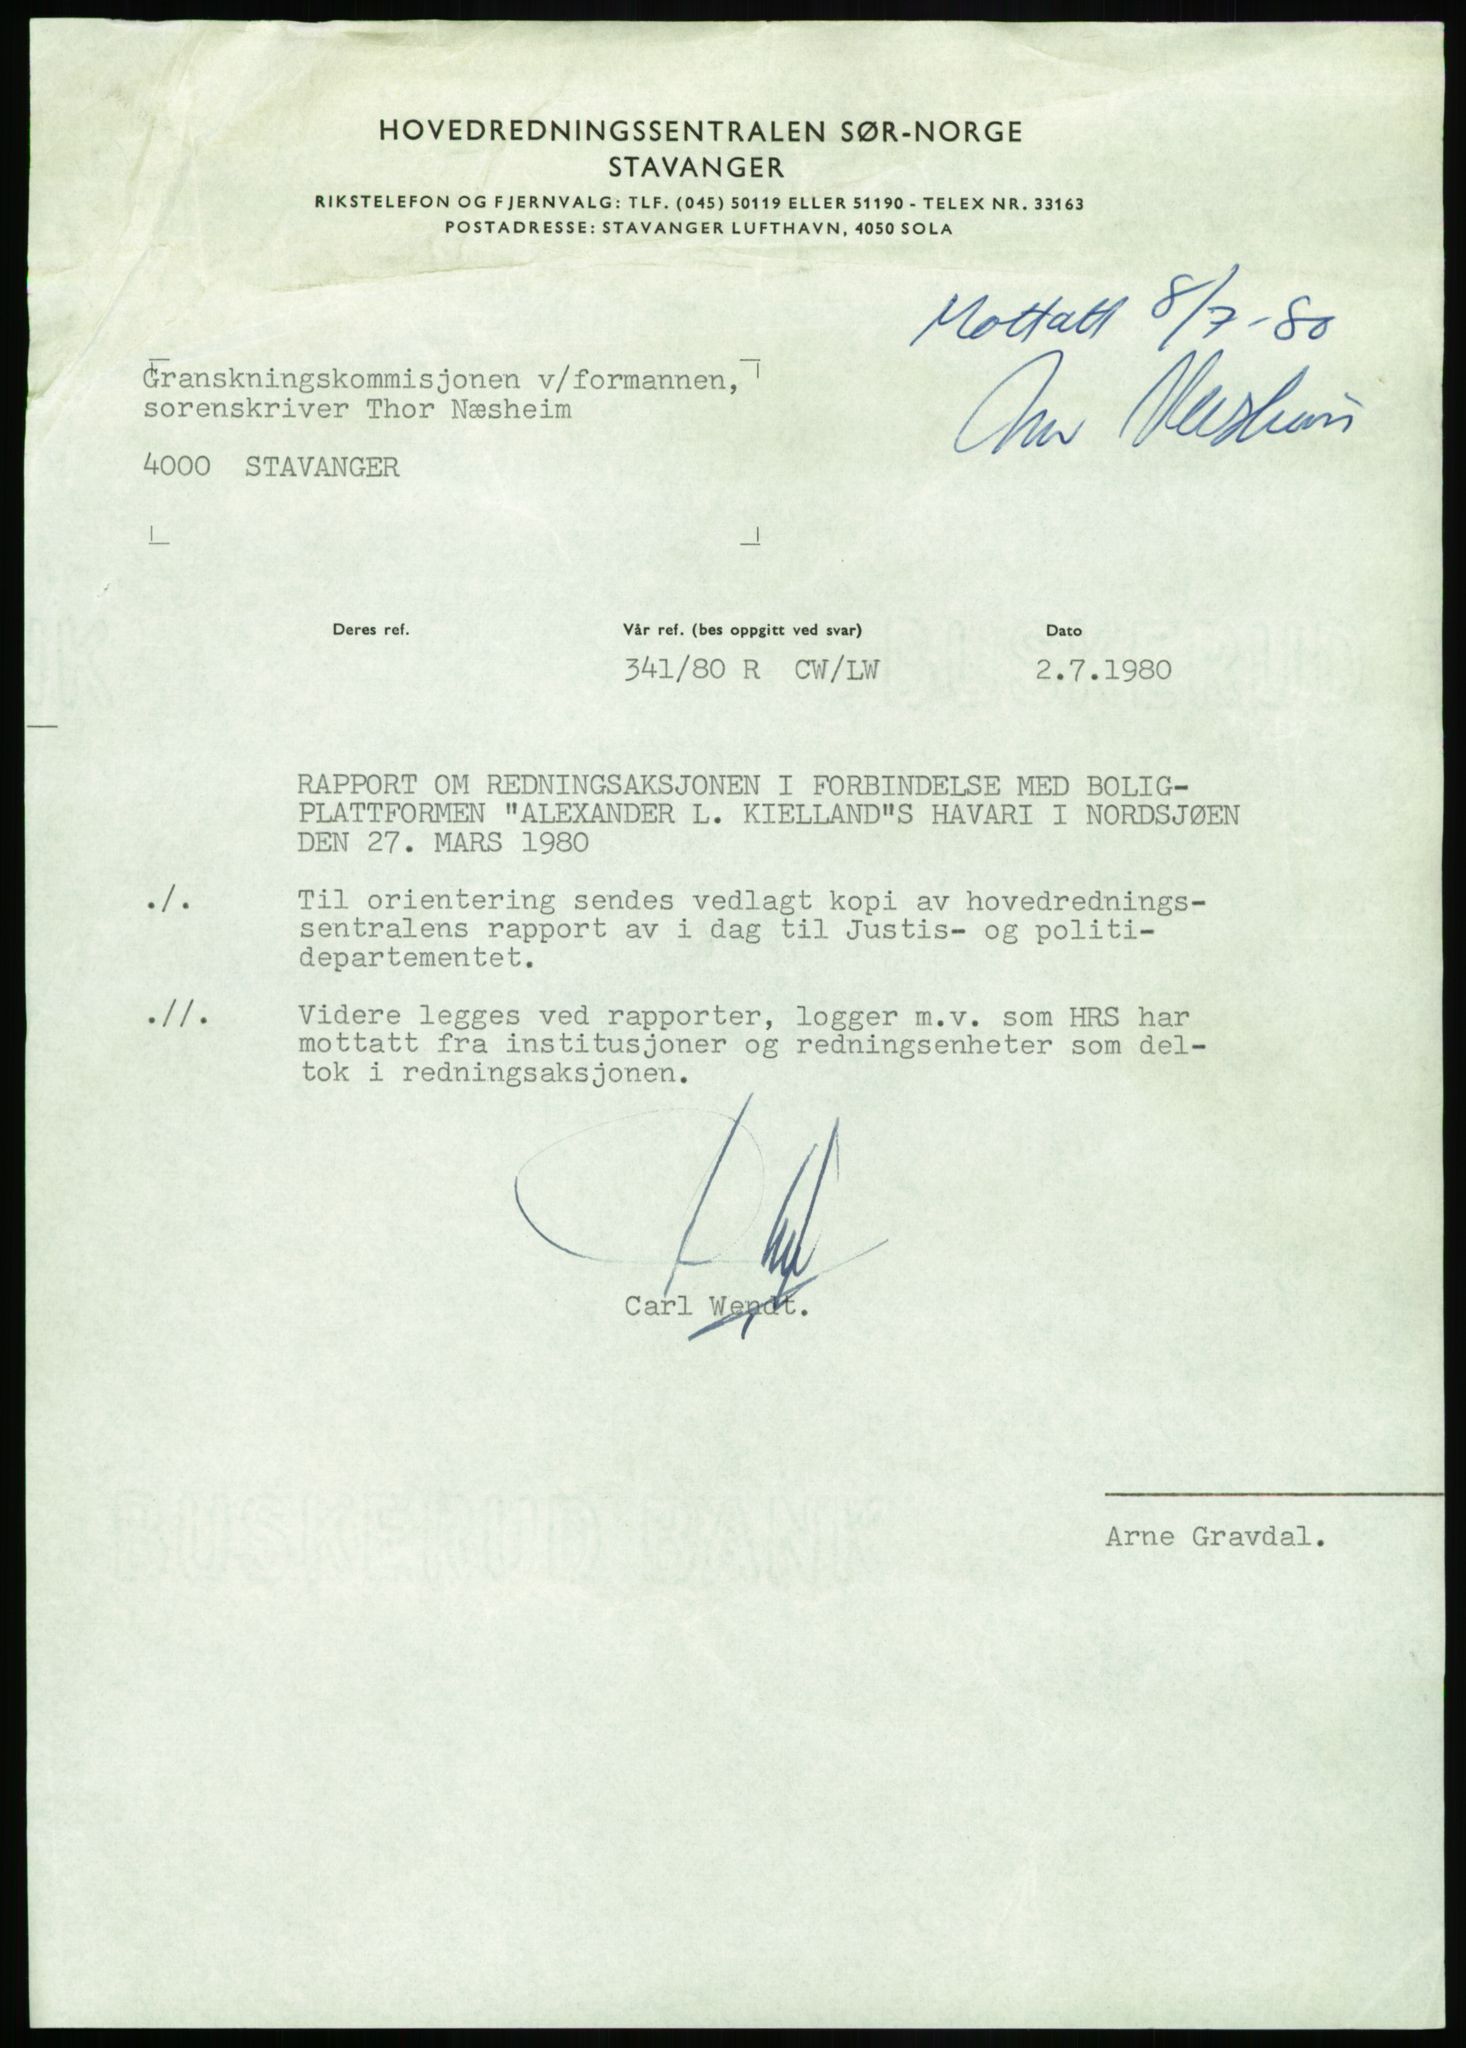 HOVEDREDNINGSSENTRALEN SØR-NORGE
STAVANGER
RIKSTELEFON OG FJERNVALG: TLF. (045) 50119 ELLER 51190 - TELEX NR. 33163
POSTADRESSE: STAVANGER LUFTHAVN, 4050 SOLA
Mottatt 8/7-80
Thor Næsheim
Granskningskommisjonen v/formannen,
sorenskriver Thor Næsheim
4000 STAVANGER
Deres ref. Vår ref. (bes oppgitt ved svar) Dato
341/80 R CW/LW 2.7.1980
RAPPORT OM REDNINGSAKSJONEN I FORBINDELSE MED BOLIG-
PLATTFORMEN "ALEXANDER L. KIELLAND"S HAVARI I NORDSJØEN
DEN 27. MARS 1980
./. Til orientering sendes vedlagt kopi av hovedrednings-
sentralens rapport av i dag til Justis- og politi-
departementet.
.//. Videre legges ved rapporter, logger m.v. som HRS har
mottatt fra institusjoner og redningsenheter som del-
tok i redningsaksjonen.
Carl Wendt.
Arne Gravdal.